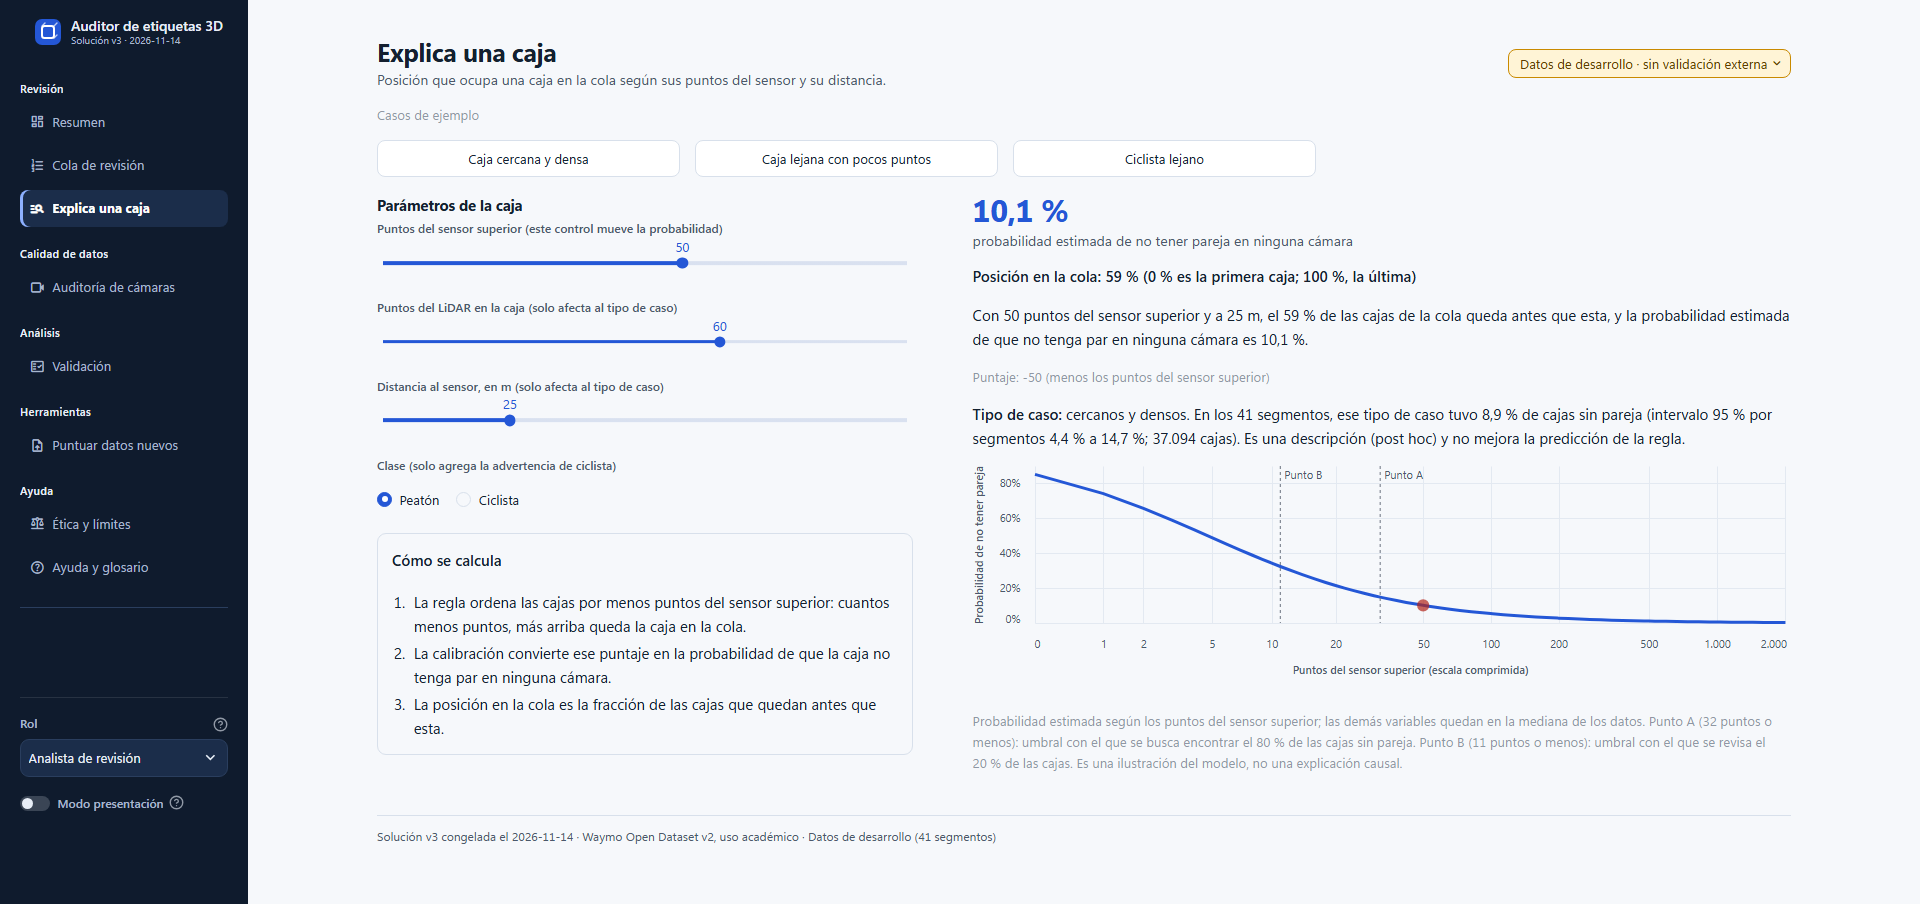 Auditor de etiquetas 3D
Solución v3 · 2026-11-14
Revisión
Resumen
Cola de revisión
Explica una caja
Calidad de datos
Auditoría de cámaras
Análisis
Validación
Herramientas
Puntuar datos nuevos
Ayuda
Ética y límites
Ayuda y glosario
Rol
Analista de revisión
Modo presentación
Explica una caja
Posición que ocupa una caja en la cola según sus puntos del sensor y su distancia.
Datos de desarrollo · sin validación externa
Casos de ejemplo
Caja cercana y densa
Caja lejana con pocos puntos
Ciclista lejano
Parámetros de la caja
Puntos del sensor superior (este control mueve la probabilidad)
50
Puntos del LiDAR en la caja (solo afecta al tipo de caso)
60
Distancia al sensor, en m (solo afecta al tipo de caso)
25
Clase (solo agrega la advertencia de ciclista)
Peatón
Ciclista
Cómo se calcula
1. La regla ordena las cajas por menos puntos del sensor superior: cuantos
menos puntos, más arriba queda la caja en la cola.
2. La calibración convierte ese puntaje en la probabilidad de que la caja no
tenga par en ninguna cámara.
3. La posición en la cola es la fracción de las cajas que quedan antes que
esta.
10,1 %
probabilidad estimada de no tener pareja en ninguna cámara
Posición en la cola: 59 % (0 % es la primera caja; 100 %, la última)
Con 50 puntos del sensor superior y a 25 m, el 59 % de las cajas de la cola queda antes que esta, y la probabilidad estimada
de que no tenga par en ninguna cámara es 10,1 %.
Puntaje: -50 (menos los puntos del sensor superior)
Tipo de caso: cercanos y densos. En los 41 segmentos, ese tipo de caso tuvo 8,9 % de cajas sin pareja (intervalo 95 % por
segmentos 4,4 % a 14,7 %; 37.094 cajas). Es una descripción (post hoc) y no mejora la predicción de la regla.
Probabilidad de no tener pareja
80%
60%
40%
20%
0%
Punto B
Punto A
0 1 2 5 10 20 50 100 200 500 1.000 2.000
Puntos del sensor superior (escala comprimida)
Probabilidad estimada según los puntos del sensor superior; las demás variables quedan en la mediana de los datos. Punto A (32 puntos o
menos): umbral con el que se busca encontrar el 80 % de las cajas sin pareja. Punto B (11 puntos o menos): umbral con el que se revisa el
20 % de las cajas. Es una ilustración del modelo, no una explicación causal.
Solución v3 congelada el 2026-11-14 · Waymo Open Dataset v2, uso académico · Datos de desarrollo (41 segmentos)